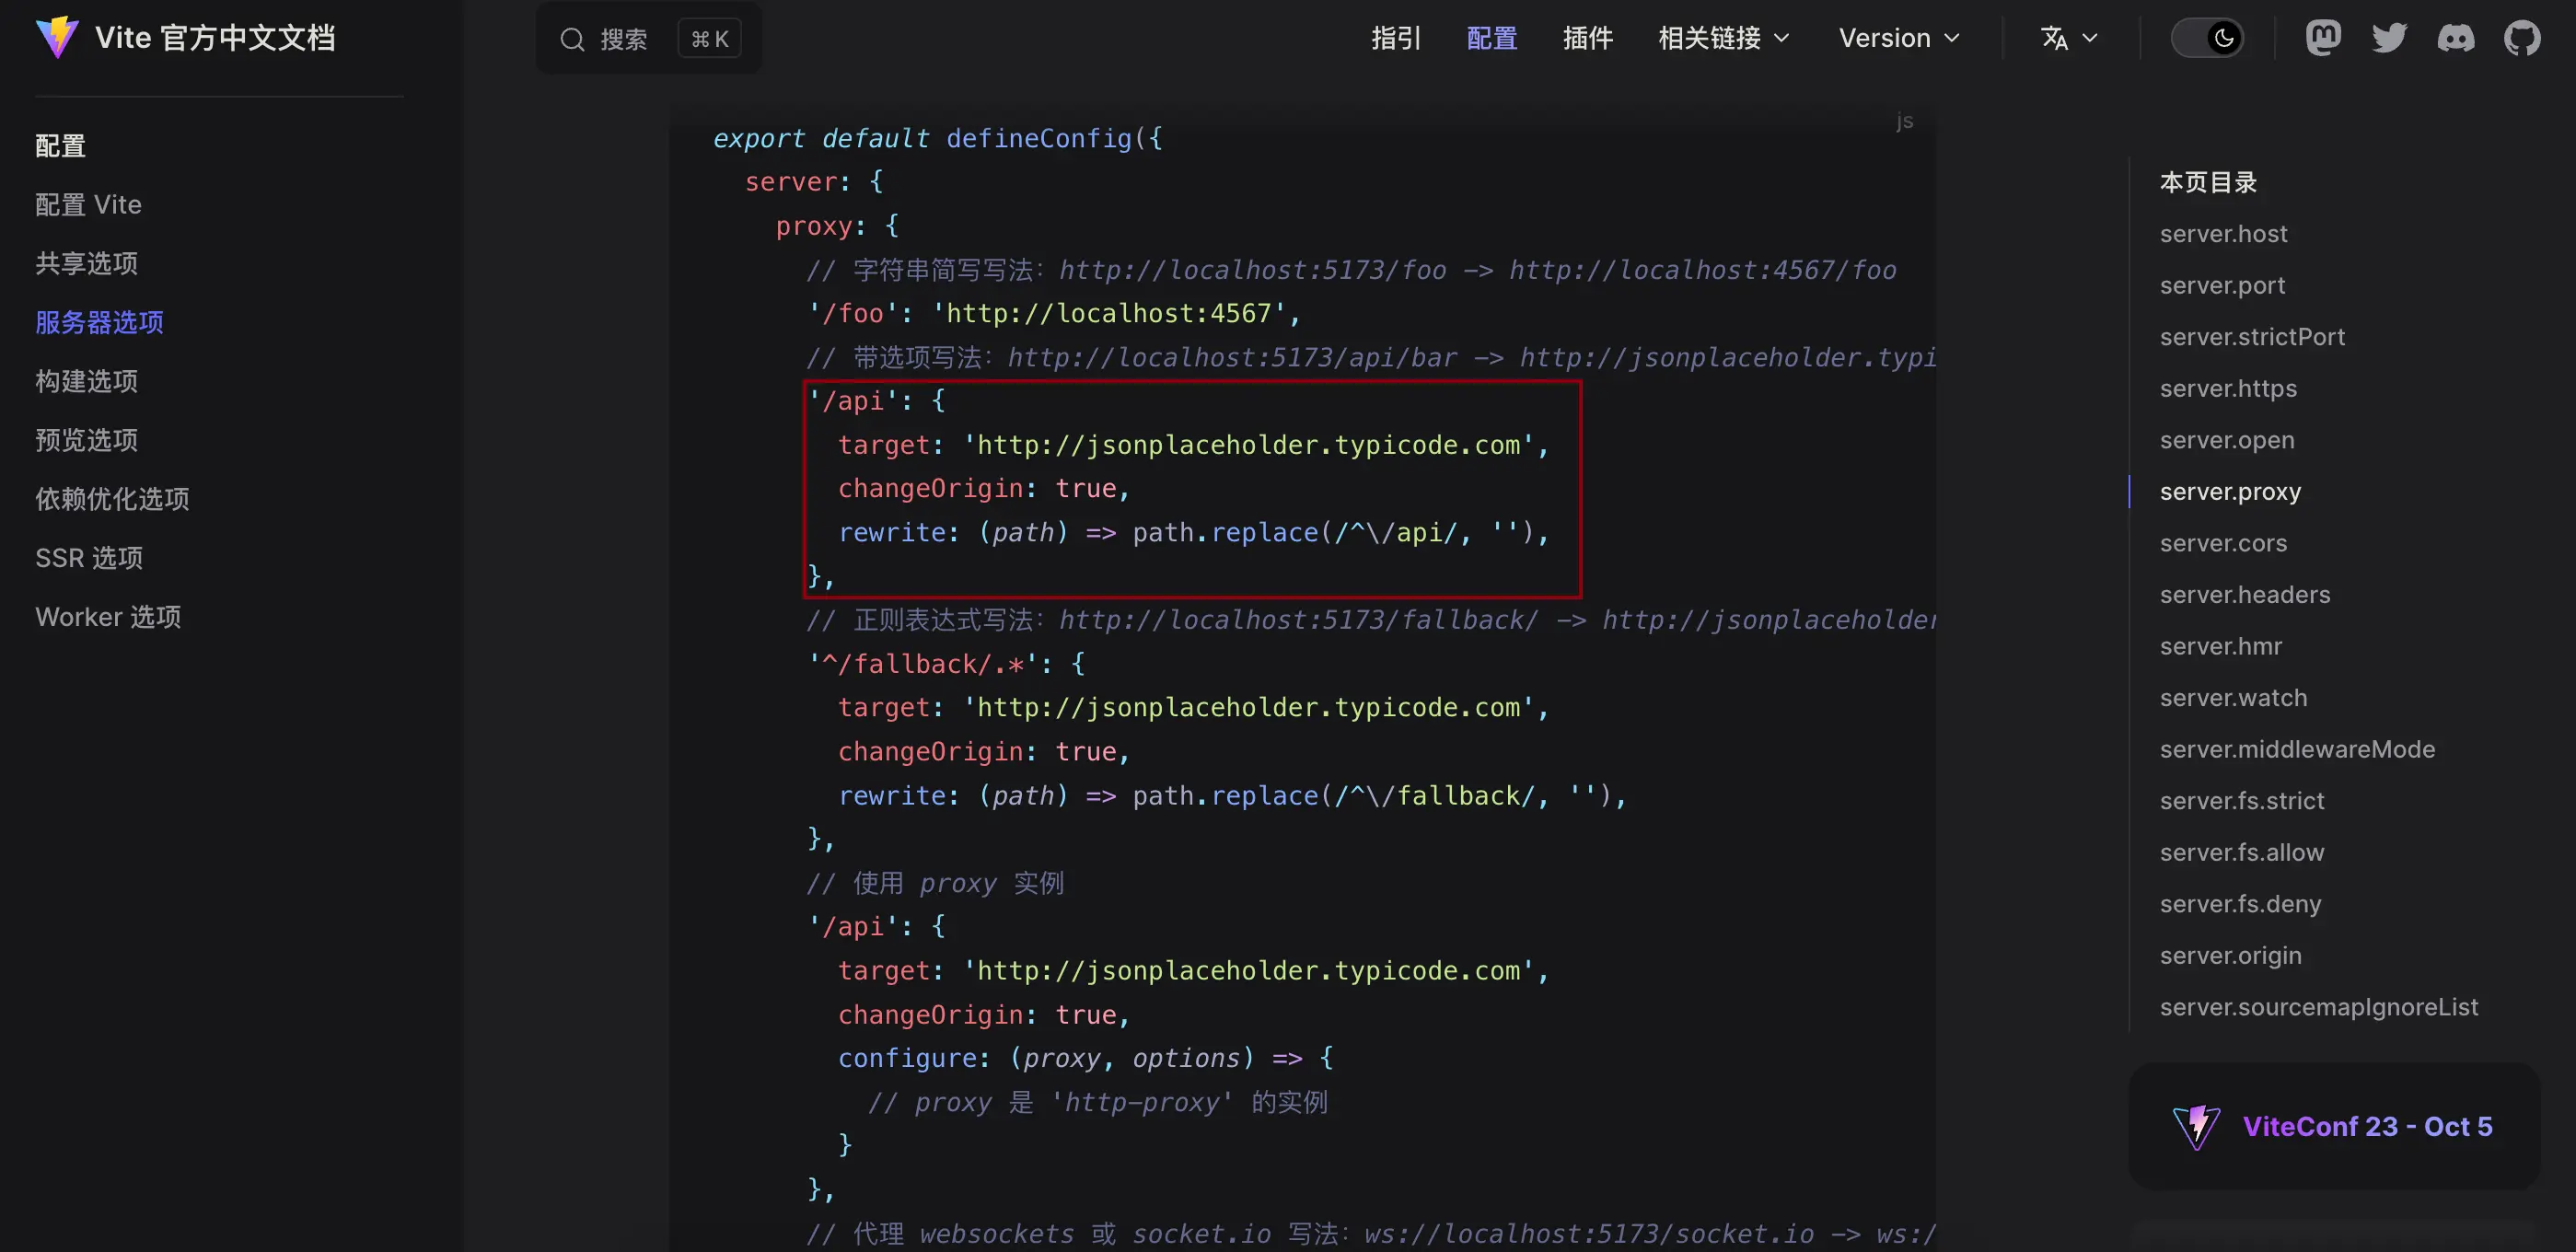 Vite 官方中文文档
搜索
⌘ K
指引
配置
插件
相关链接
Version
配置
配置 Vite
共享选项
服务器选项
构建选项
预览选项
依赖优化选项
SSR 选项
Worker 选项
js
export default defineConfig({
server: {
proxy: {
// 字符串简写写法：http://localhost:5173/foo -> http://localhost:4567/foo
'/foo': 'http://localhost:4567',
// 带选项写法：http://localhost:5173/api/bar -> http://jsonplaceholder.typi
'/api': {
target: 'http://jsonplaceholder.typicode.com',
changeOrigin: true,
rewrite: (path) => path.replace(/^\/api/, ''),
},
// 正则表达式写法：http://localhost:5173/fallback/ -> http://jsonplaceholder
'^/fallback/.*': {
target: 'http://jsonplaceholder.typicode.com',
changeOrigin: true,
rewrite: (path) => path.replace(/^\/fallback/, ''),
},
// 使用 proxy 实例
'/api': {
target: 'http://jsonplaceholder.typicode.com',
changeOrigin: true,
configure: (proxy, options) => {
// proxy 是 'http-proxy' 的实例
}
},
// 代理 websockets 或 socket.io 写法：ws://localhost:5173/socket.io -> ws:/
本页目录
server.host
server.port
server.strictPort
server.https
server.open
server.proxy
server.cors
server.headers
server.hmr
server.watch
server.middlewareMode
server.fs.strict
server.fs.allow
server.fs.deny
server.origin
server.sourcemapIgnoreList
ViteConf 23 - Oct 5